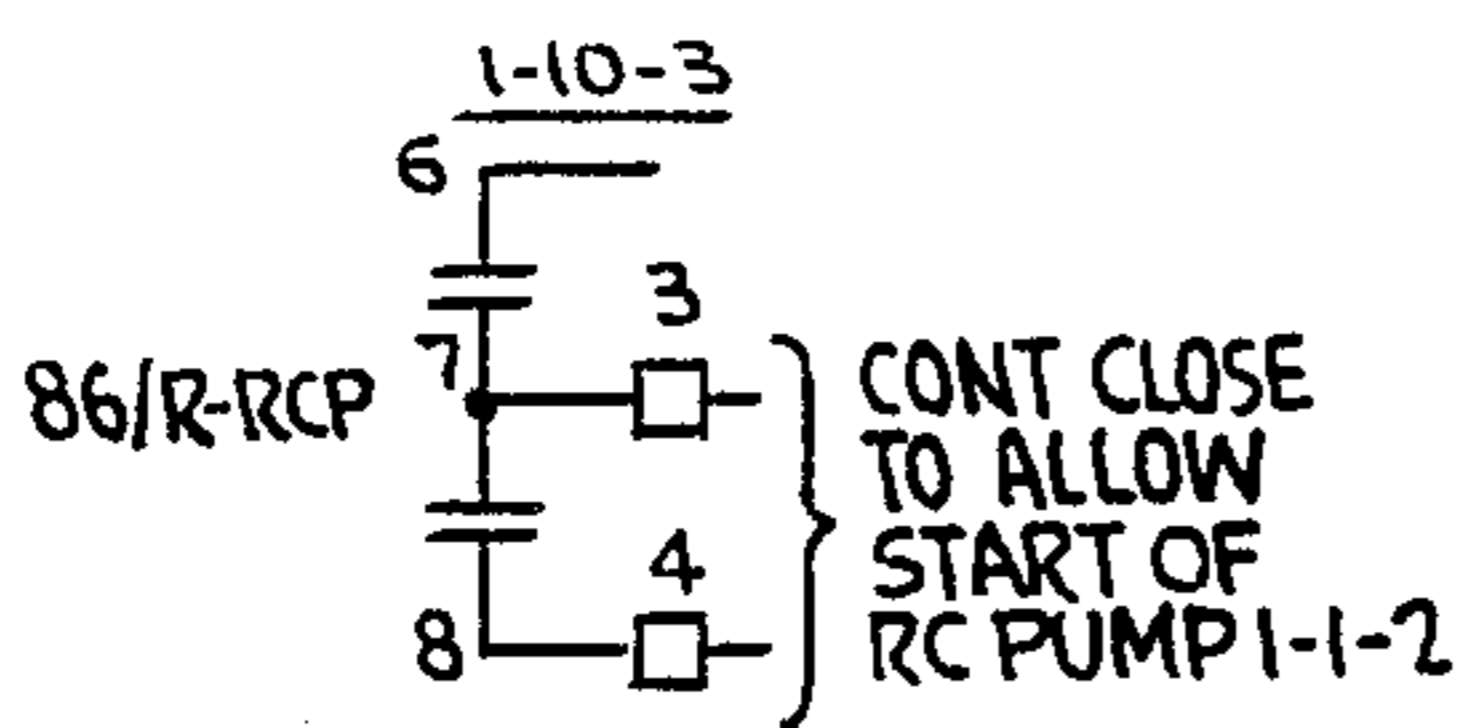 1-10-3
6
3
7
86/R-RCP
CONT CLOSE
TO ALLOW
START OF
RC PUMP 1-1-2
4
8